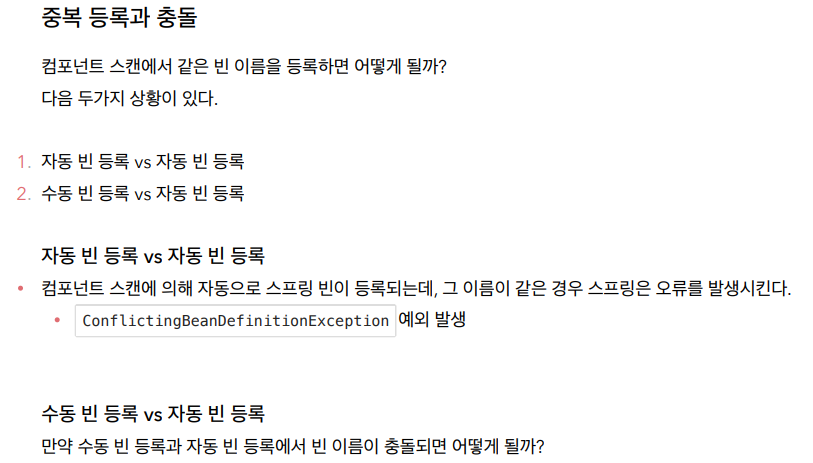 중복 등록과 충돌
컴포넌트 스캔에서 같은 빈 이름을 등록하면 어떻게 될까?
다음 두가지 상황이 있다.
1. 자동 빈 등록 vs 자동 빈 등록
2. 수동 빈 등록 vs 자동 빈 등록
자동 빈 등록 vs 자동 빈 등록
• 컴포넌트 스캔에 의해 자동으로 스프링 빈이 등록되는데, 그 이름이 같은 경우 스프링은 오류를 발생시킨다.
• ConflictingBeanDefinitionException 예외 발생
수동 빈 등록 vs 자동 빈 등록
만약 수동 빈 등록과 자동 빈 등록에서 빈 이름이 충돌되면 어떻게 될까?